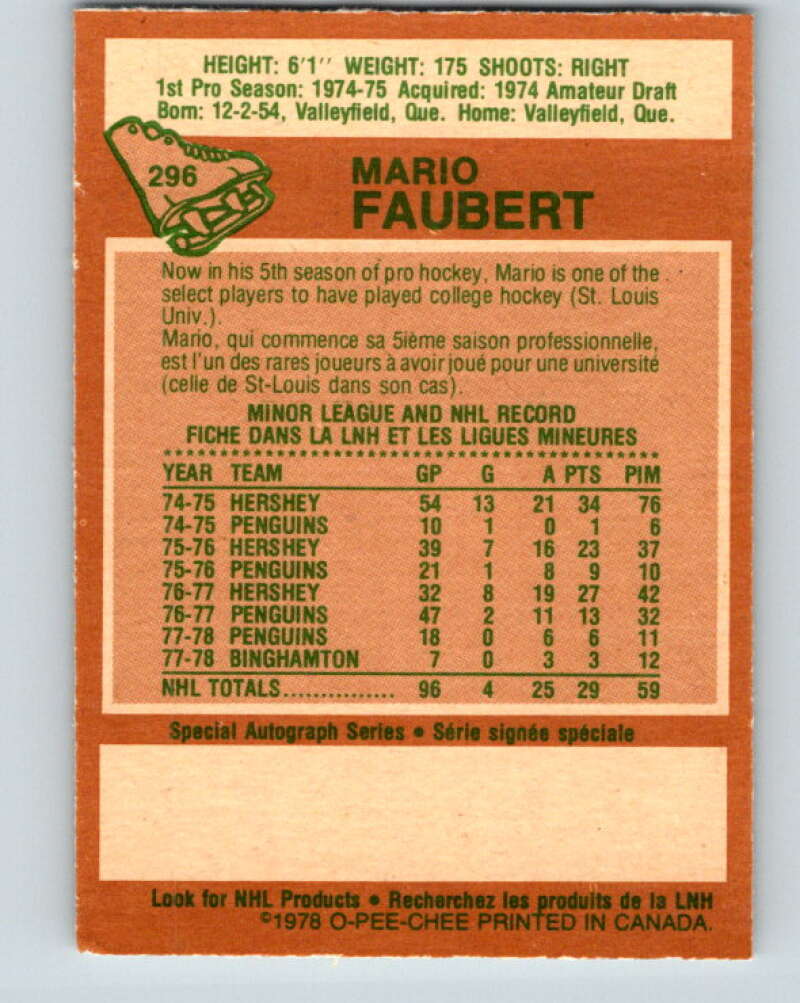 HEIGHT: 6'1'' WEIGHT: 175 SHOOTS: RIGHT
1st Pro Season: 1974-75 Acquired: 1974 Amateur Draft
Born: 12-2-54, Valleyfield, Que. Home: Valleyfield, Que.
296
MARIO
FAUBERT
Now in his 5th season of pro hockey, Mario is one of the
select players to have played college hockey (St. Louis
Univ.).
Mario, qui commence sa 5ième saison professionnelle,
est l'un des rares joueurs à avoir joué pour une université
(celle de St-Louis dans son cas).
MINOR LEAGUE AND NHL RECORD
FICHE DANS LA LNH ET LES LIGUES MINEURES
YEAR TEAM GP G A PTS PIM
74-75 HERSHEY 54 13 21 34 76
74-75 PENGUINS 10 1 0 1 6
75-76 HERSHEY 39 7 16 23 37
75-76 PENGUINS 21 1 8 9 10
76-77 HERSHEY 32 8 19 27 42
76-77 PENGUINS 47 2 11 13 32
77-78 PENGUINS 18 0 6 6 11
77-78 BINGHAMTON 7 0 3 3 12
NHL TOTALS............... 96 4 25 29 59
Special Autograph Series • Série signée spéciale
Look for NHL Products • Recherchez les produits de la LNH
©1978 O-PEE-CHEE PRINTED IN CANADA.